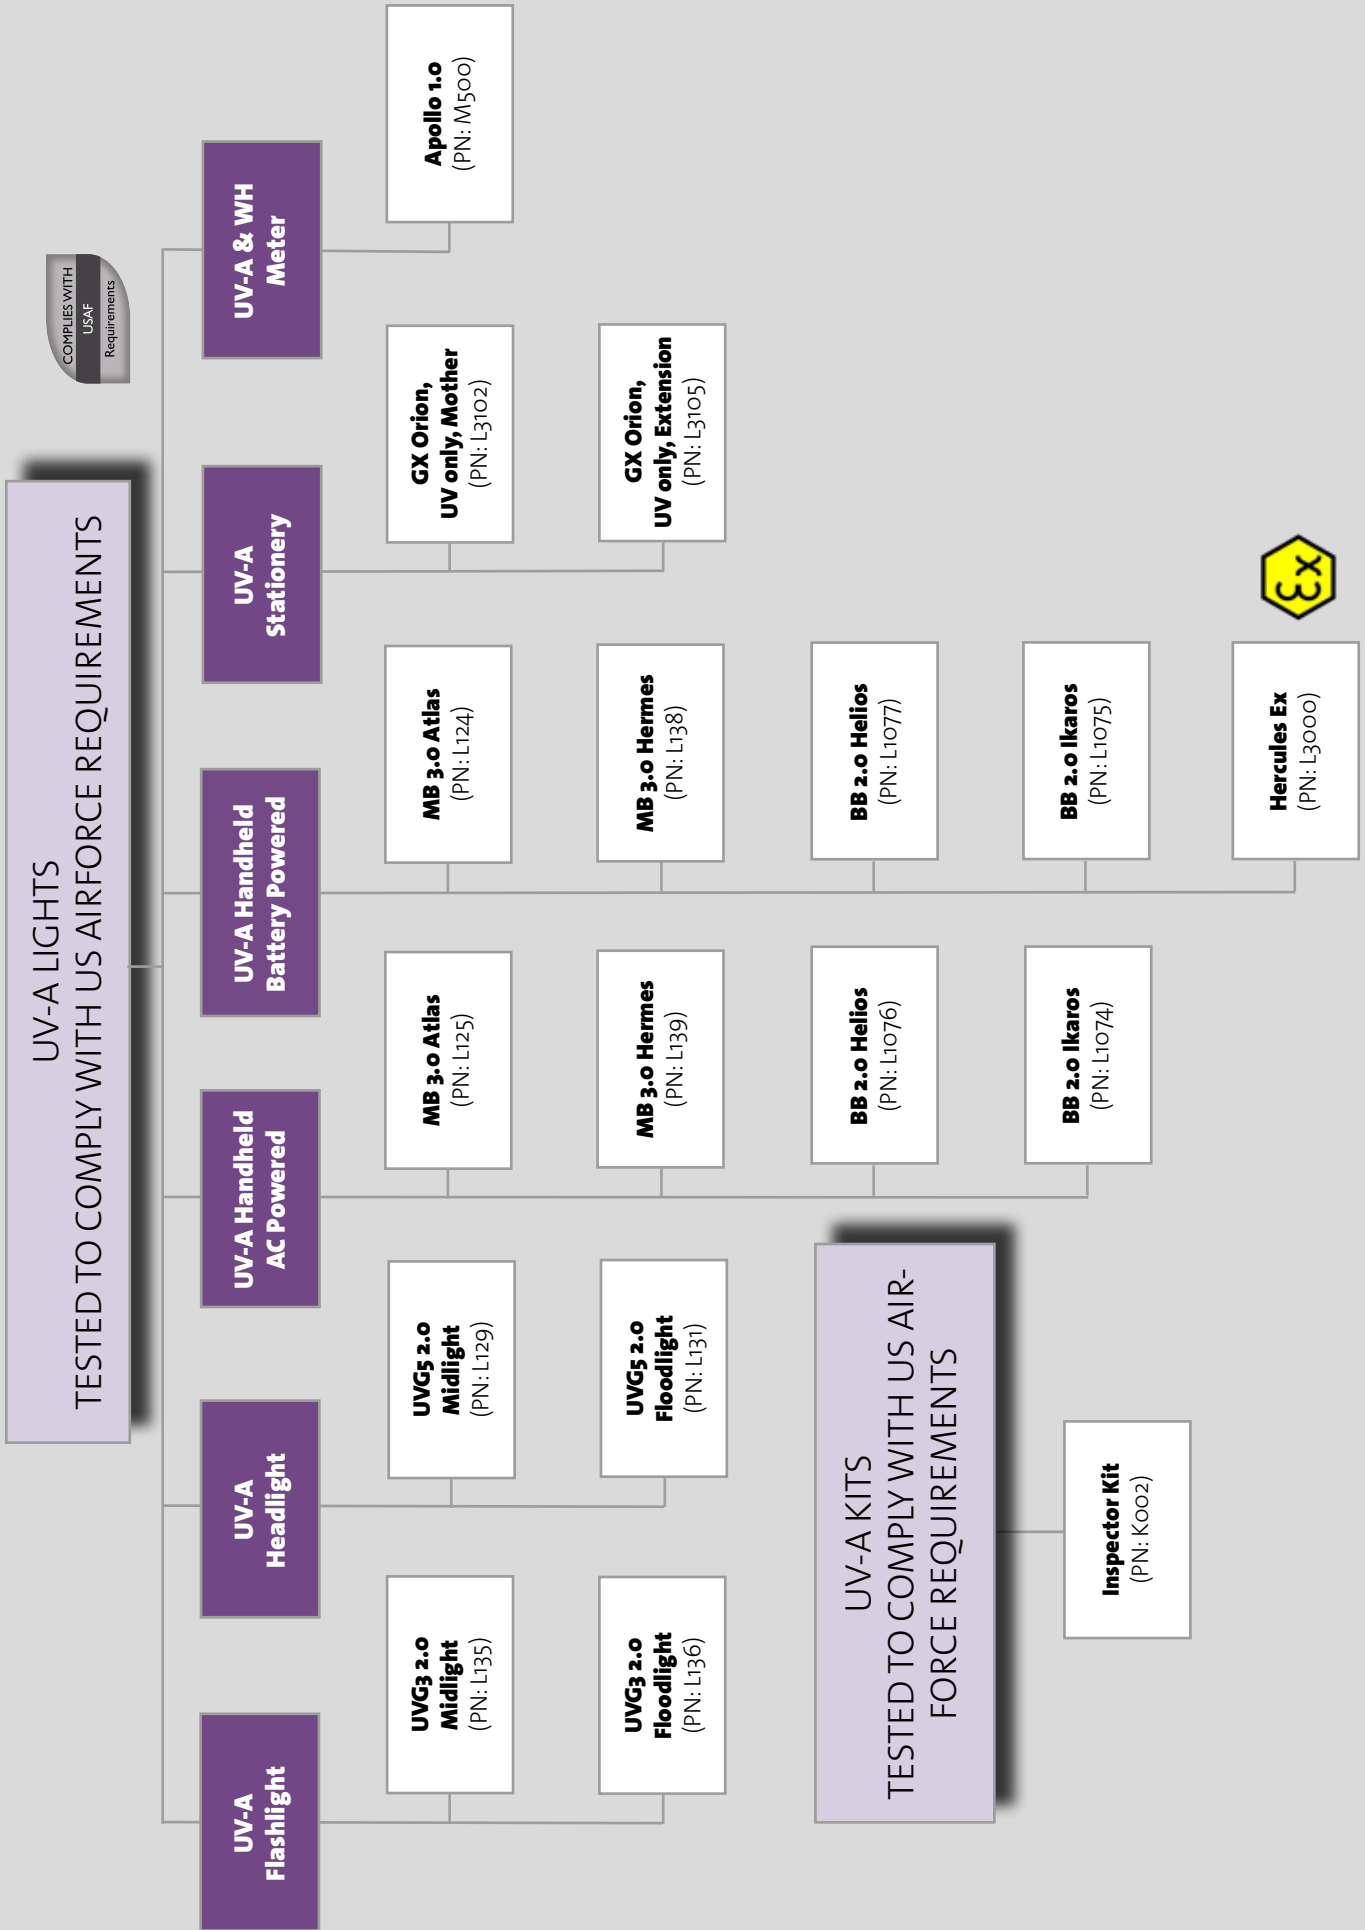 UV-A LIGHTS
TESTED TO COMPLY WITH US AIRFORCE REQUIREMENTS
COMPLIES WITH
USAF
Requirements
UV-A
Flashlight
UVG3 2.0
Midlight
(PN: L135)
UVG3 2.0
Floodlight
(PN: L136)
UV-A
Headlight
UVG5 2.0
Midlight
(PN: L129)
UVG5 2.0
Floodlight
(PN: L131)
UV-A Handheld
AC Powered
MB 3.0 Atlas
(PN: L125)
MB 3.0 Hermes
(PN: L139)
BB 2.0 Helios
(PN: L1076)
BB 2.0 Ikaros
(PN: L1074)
UV-A Handheld
Battery Powered
MB 3.0 Atlas
(PN: L124)
MB 3.0 Hermes
(PN: L138)
BB 2.0 Helios
(PN: L1077)
BB 2.0 Ikaros
(PN: L1075)
Hercules Ex
(PN: L3000)
εx
UV-A
Stationery
GX Orion,
UV only, Mother
(PN: L3102)
GX Orion,
UV only, Extension
(PN: L3105)
UV-A & WH
Meter
Apollo 1.0
(PN: M500)
UV-A KITS
TESTED TO COMPLY WITH US AIR-
FORCE REQUIREMENTS
Inspector Kit
(PN: K002)